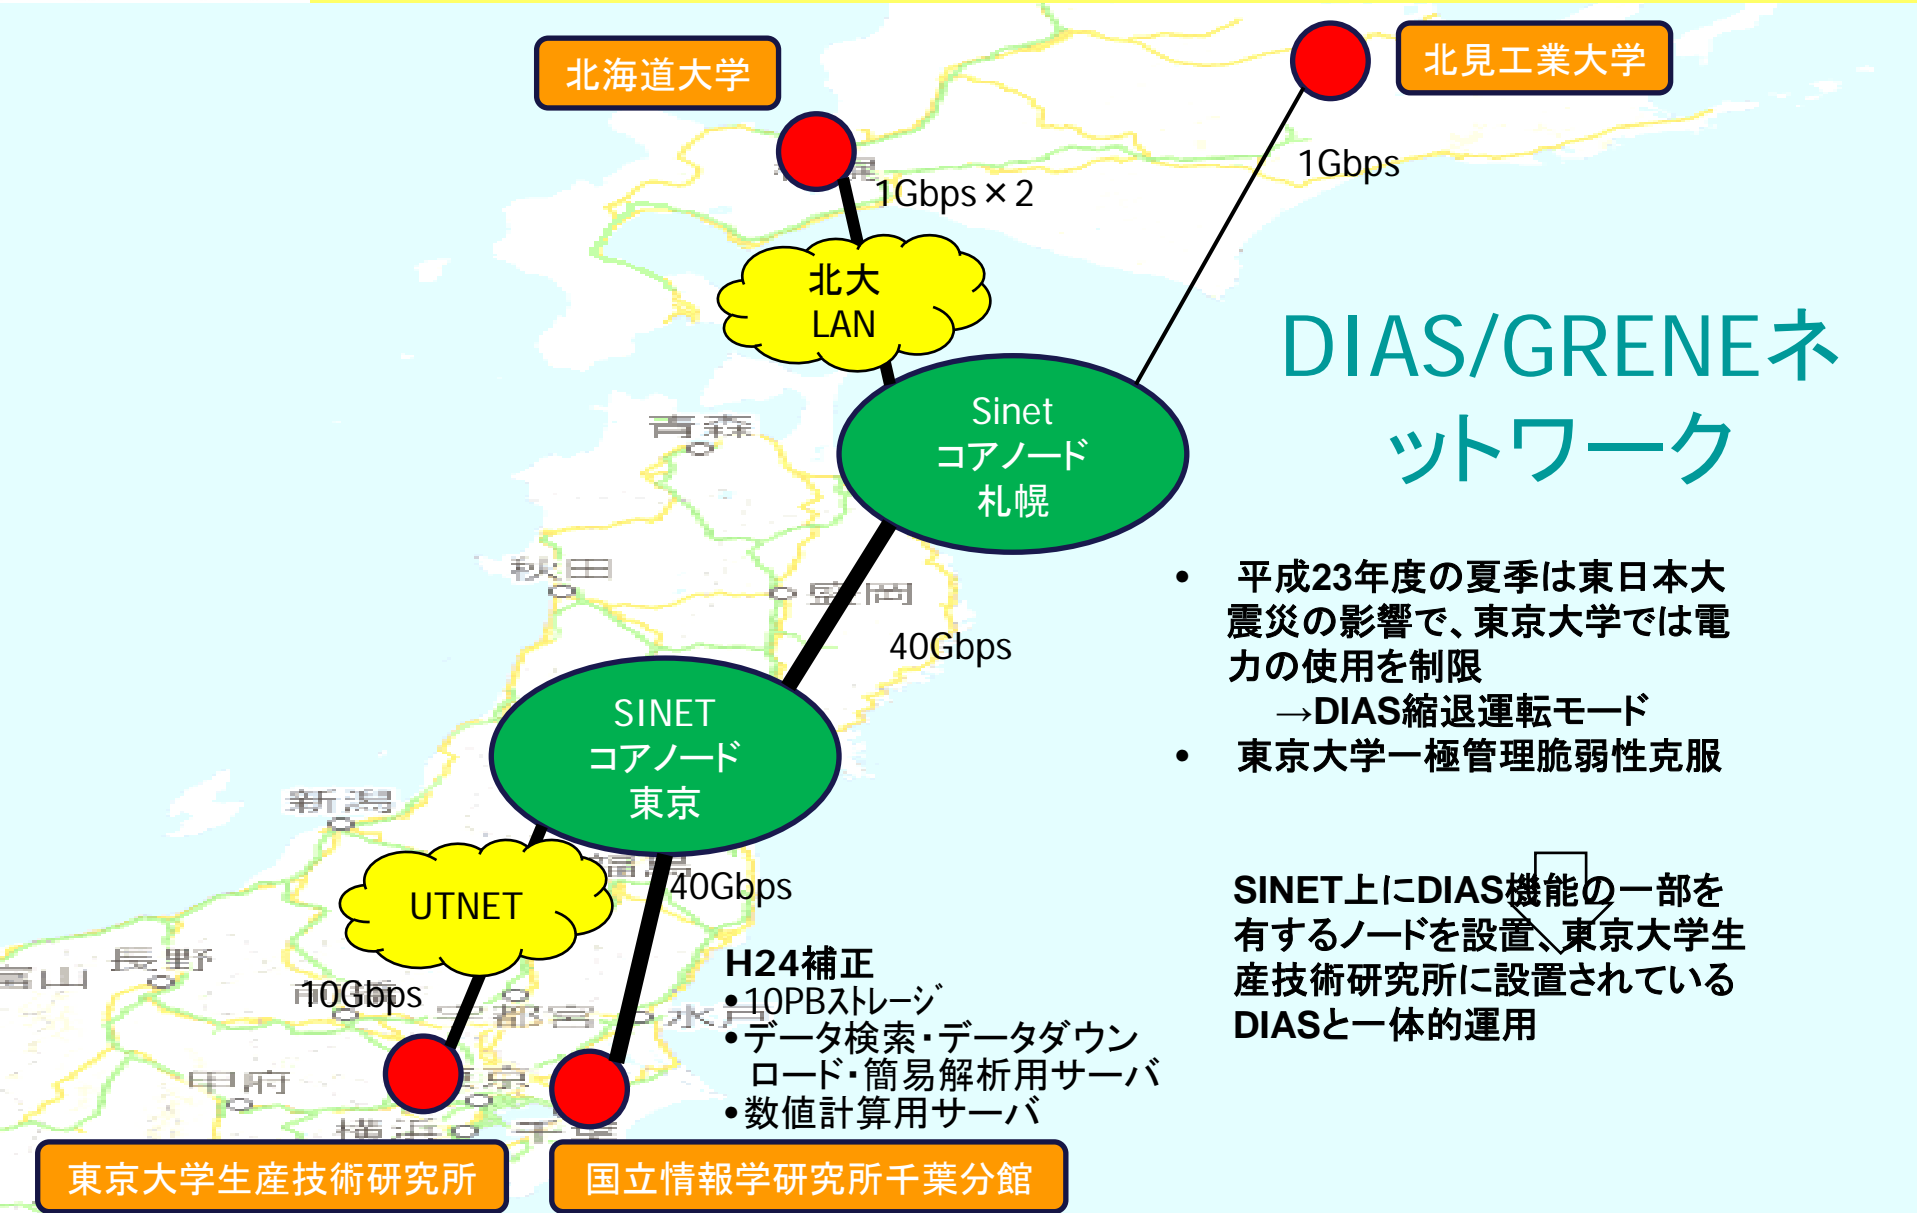 北海道大学
北見工業大学
1Gbps
1Gbps×2
北大
LAN
DIAS/GRENEネ
ットワーク
Sinet
コアノード
札幌
青森
秋田
盛岡
• 平成23年度の夏季は東日本大
震災の影響で、東京大学では電
力の使用を制限
→DIAS縮退運転モード
• 東京大学一極管理脆弱性克服
40Gbps
SINET
コアノード
東京
新潟
福島
40Gbps
UTNET
SINET上にDIAS機能の一部を
有するノードを設置、東京大学生
産技術研究所に設置されている
DIASと一体的運用
長野
富山
10Gbps
宇都宮
水戸
H24補正
•10PBストレージ
•データ検索・データダウン
ロード・簡易解析用サーバ
•数値計算用サーバ
甲府
横浜
千葉
東京大学生産技術研究所
国立情報学研究所千葉分館